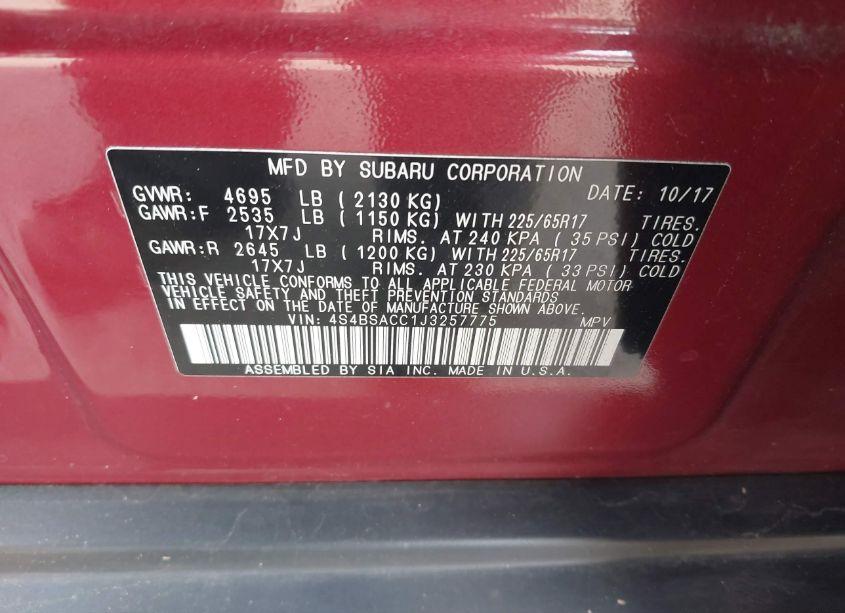 MFD BY SUBARU CORPORATION
GVWR: 4695 LB ( 2130 KG) DATE: 10/17
GAWR:F 2535 LB ( 1150 KG) WITH 225/65R17 TIRES.
17X7J RIMS. AT 240 KPA ( 35 PSI) COLD
GAWR:R 2645 LB ( 1200 KG) WITH 225/65R17 TIRES.
17X7J RIMS. AT 230 KPA ( 33 PSI) COLD
THIS VEHICLE CONFORMS TO ALL APPLICABLE FEDERAL MOTOR
VEHICLE SAFETY AND THEFT PREVENTION STANDARDS
IN EFFECT ON THE DATE OF MANUFACTURE SHOWN ABOVE.
VIN: 4S4BSACC1J3257775 MPV
ASSEMBLED BY SIA INC. MADE IN U.S.A.